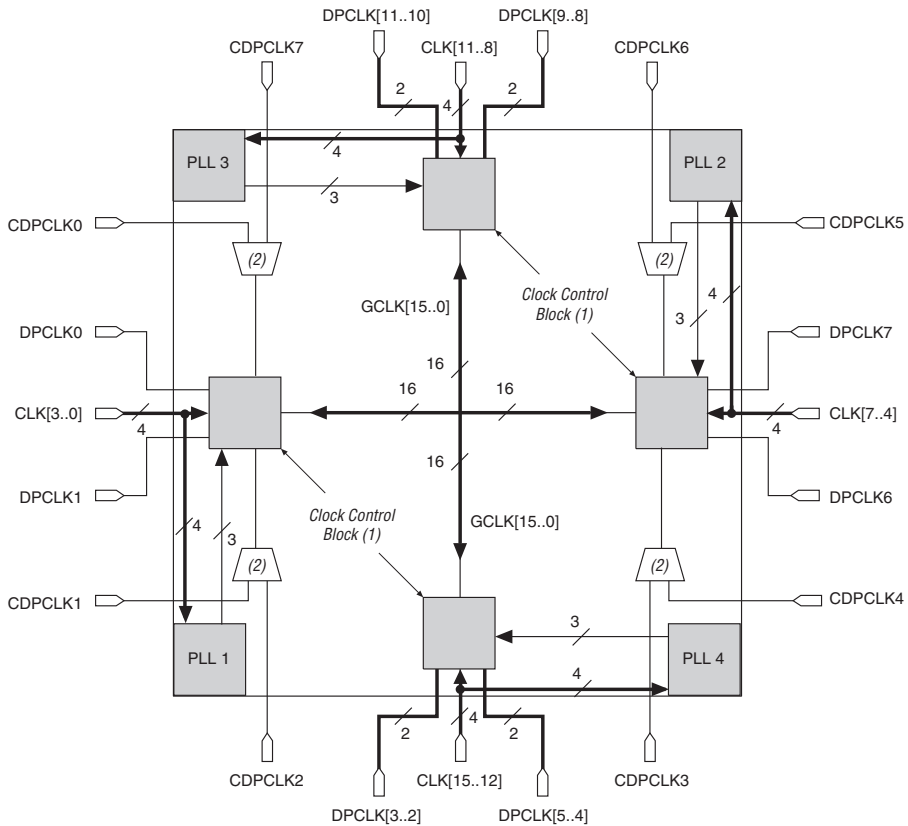 DPCLK[11..10]
DPCLK[9..8]
CDPCLK7
CLK[11..8]
CDPCLK6
2
4
2
PLL 3
4
PLL 2
3
CDPCLK0
CDPCLK5
(2)
(2)
Clock Control
Block (1)
GCLK[15..0]
4
3
DPCLK0
DPCLK7
16
16
16
CLK[3..0]
4
CLK[7..4]
4
16
DPCLK1
DPCLK6
Clock Control
Block (1)
GCLK[15..0]
4
3
(2)
(2)
CDPCLK1
CDPCLK4
3
PLL 1
PLL 4
4
2
4
2
CDPCLK2
CLK[15..12]
CDPCLK3
DPCLK[3..2]
DPCLK[5..4]